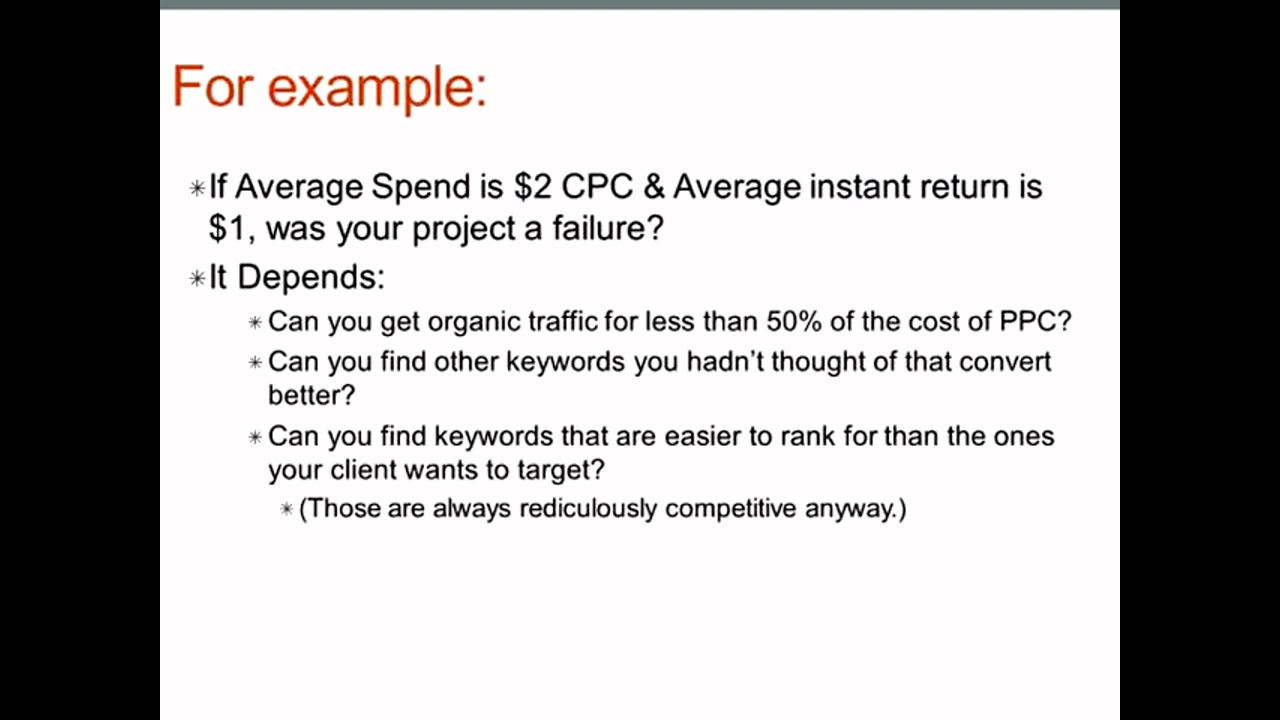 For example:
If Average Spend is $2 CPC & Average instant return is
$1, was your project a failure?
It Depends:
Can you get organic traffic for less than 50% of the cost of PPC?
Can you find other keywords you hadn't thought of that convert
better?
Can you find keywords that are easier to rank for than the ones
your client wants to target?
(Those are always rediculously competitive anyway.)